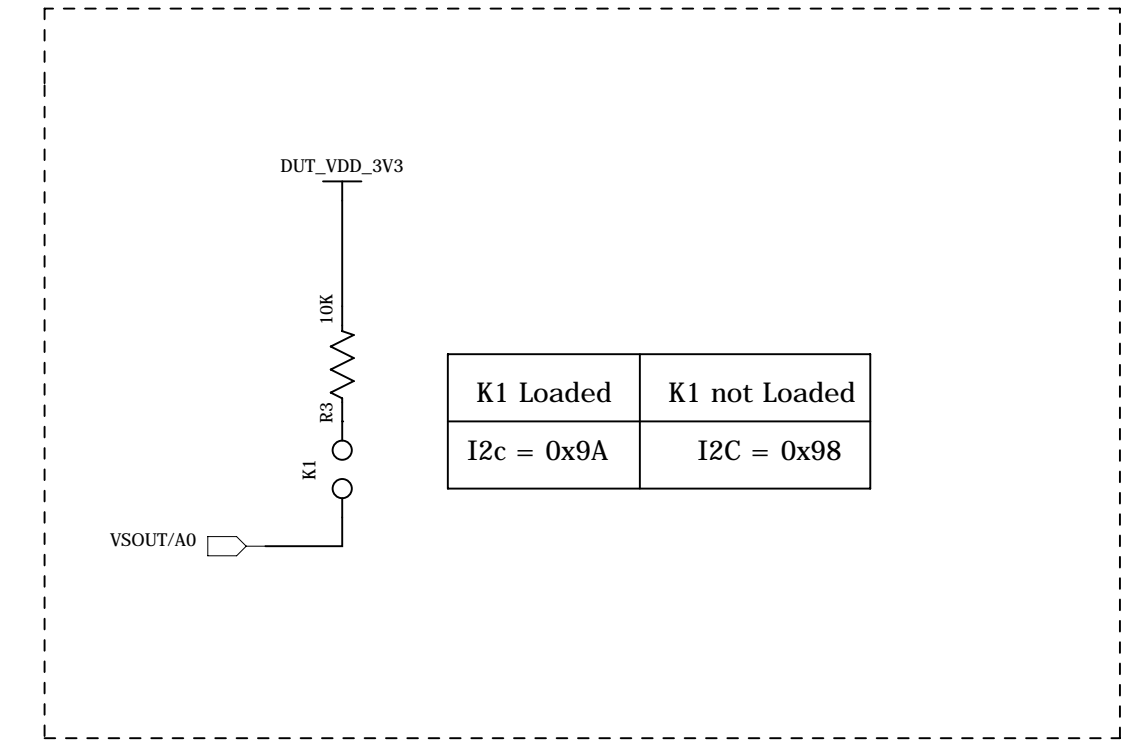 DUT_VDD_3V3
10K
R3
K1
VSOUT/A0
K1 Loaded K1 not Loaded
I2c = 0x9A I2C = 0x98